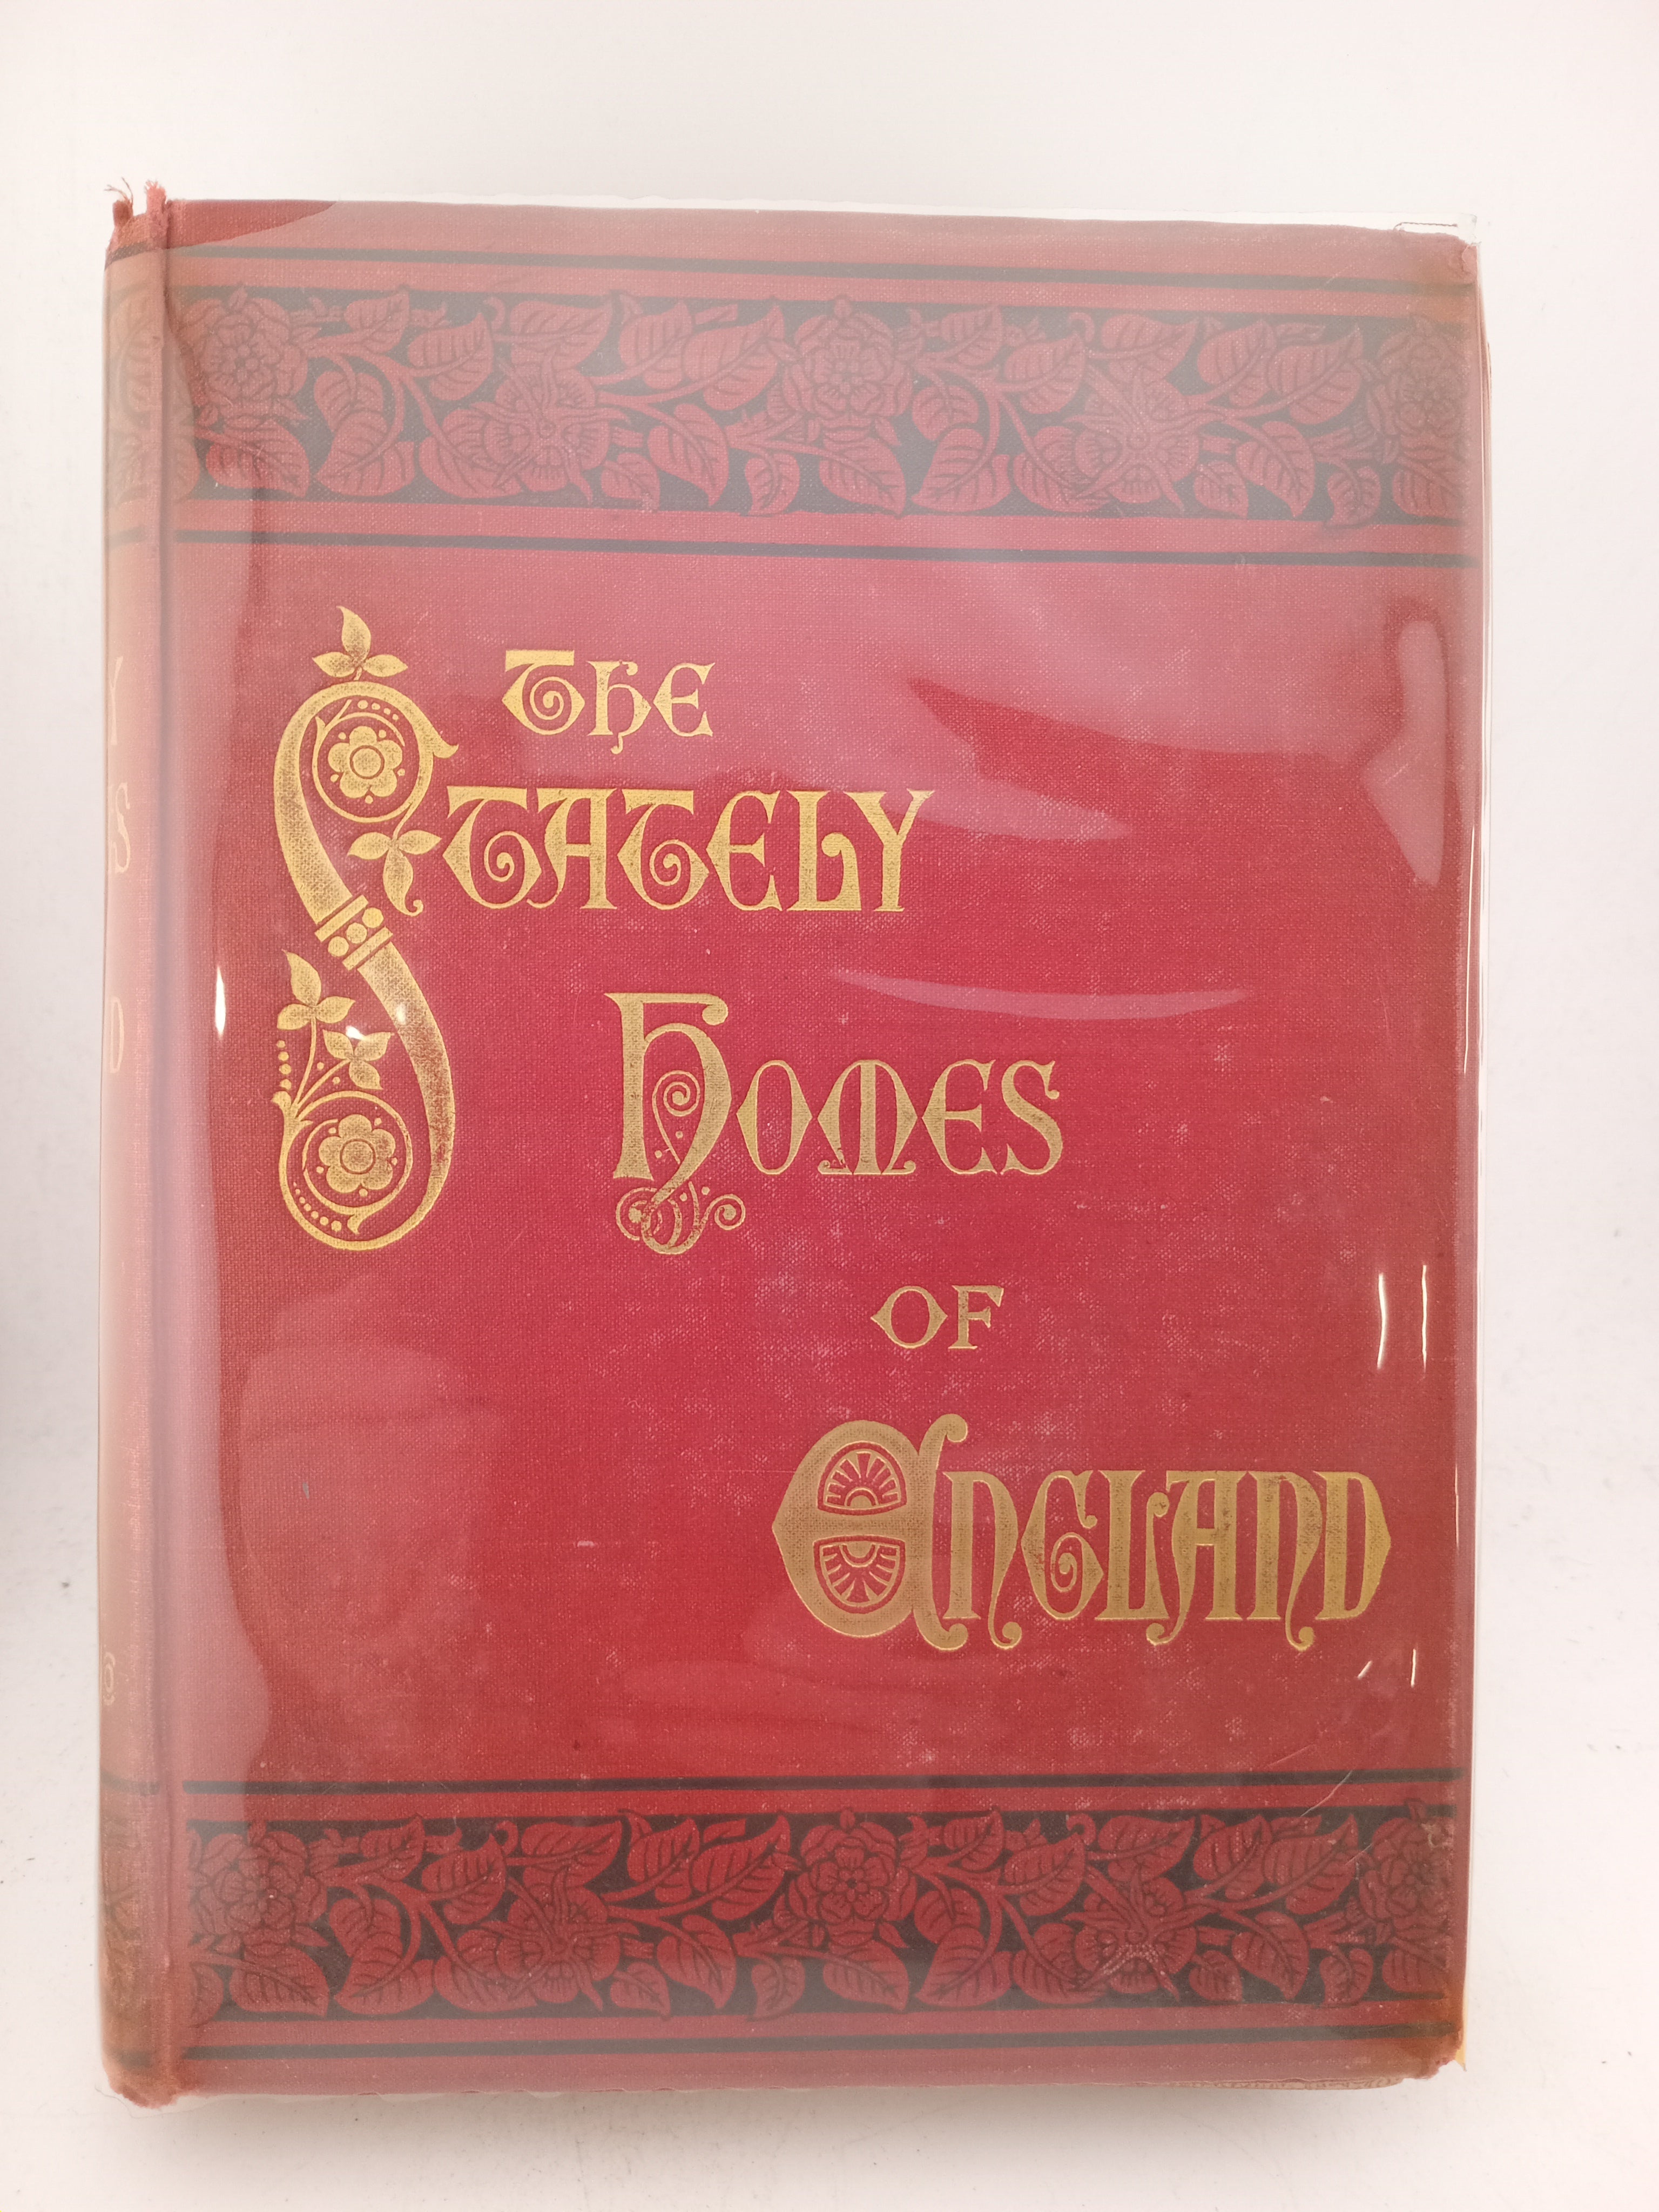 The
Stately
Homes
of
England